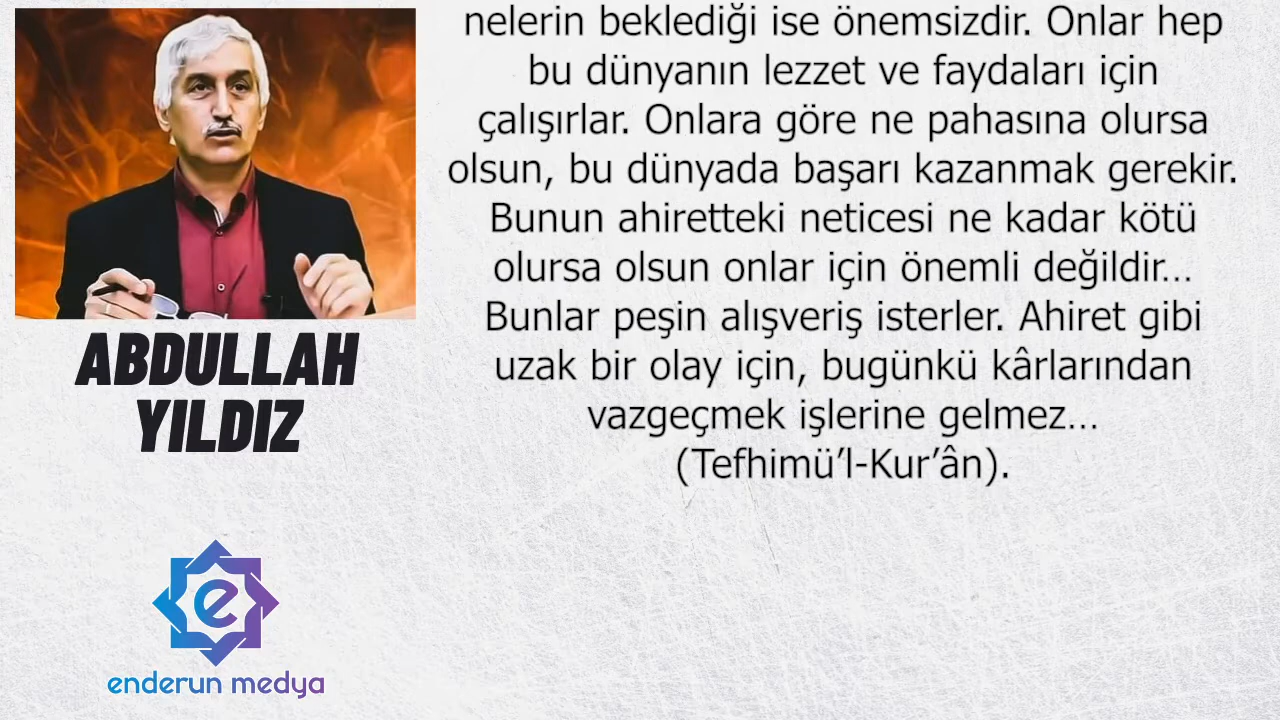 nelerin beklediği ise önemsizdir. Onlar hep
bu dünyanın lezzet ve faydaları için
çalışırlar. Onlara göre ne pahasına olursa
olsun, bu dünyada başarı kazanmak gerekir.
Bunun ahiretteki neticesi ne kadar kötü
olursa olsun onlar için önemli değildir...
Bunlar peşin alışveriş isterler. Ahiret gibi
uzak bir olay için, bugünkü kârlarından
vazgeçmek işlerine gelmez...
(Tefhimü’l-Kur’ân).
ABDULLAH
YILDIZ
e
enderun medya